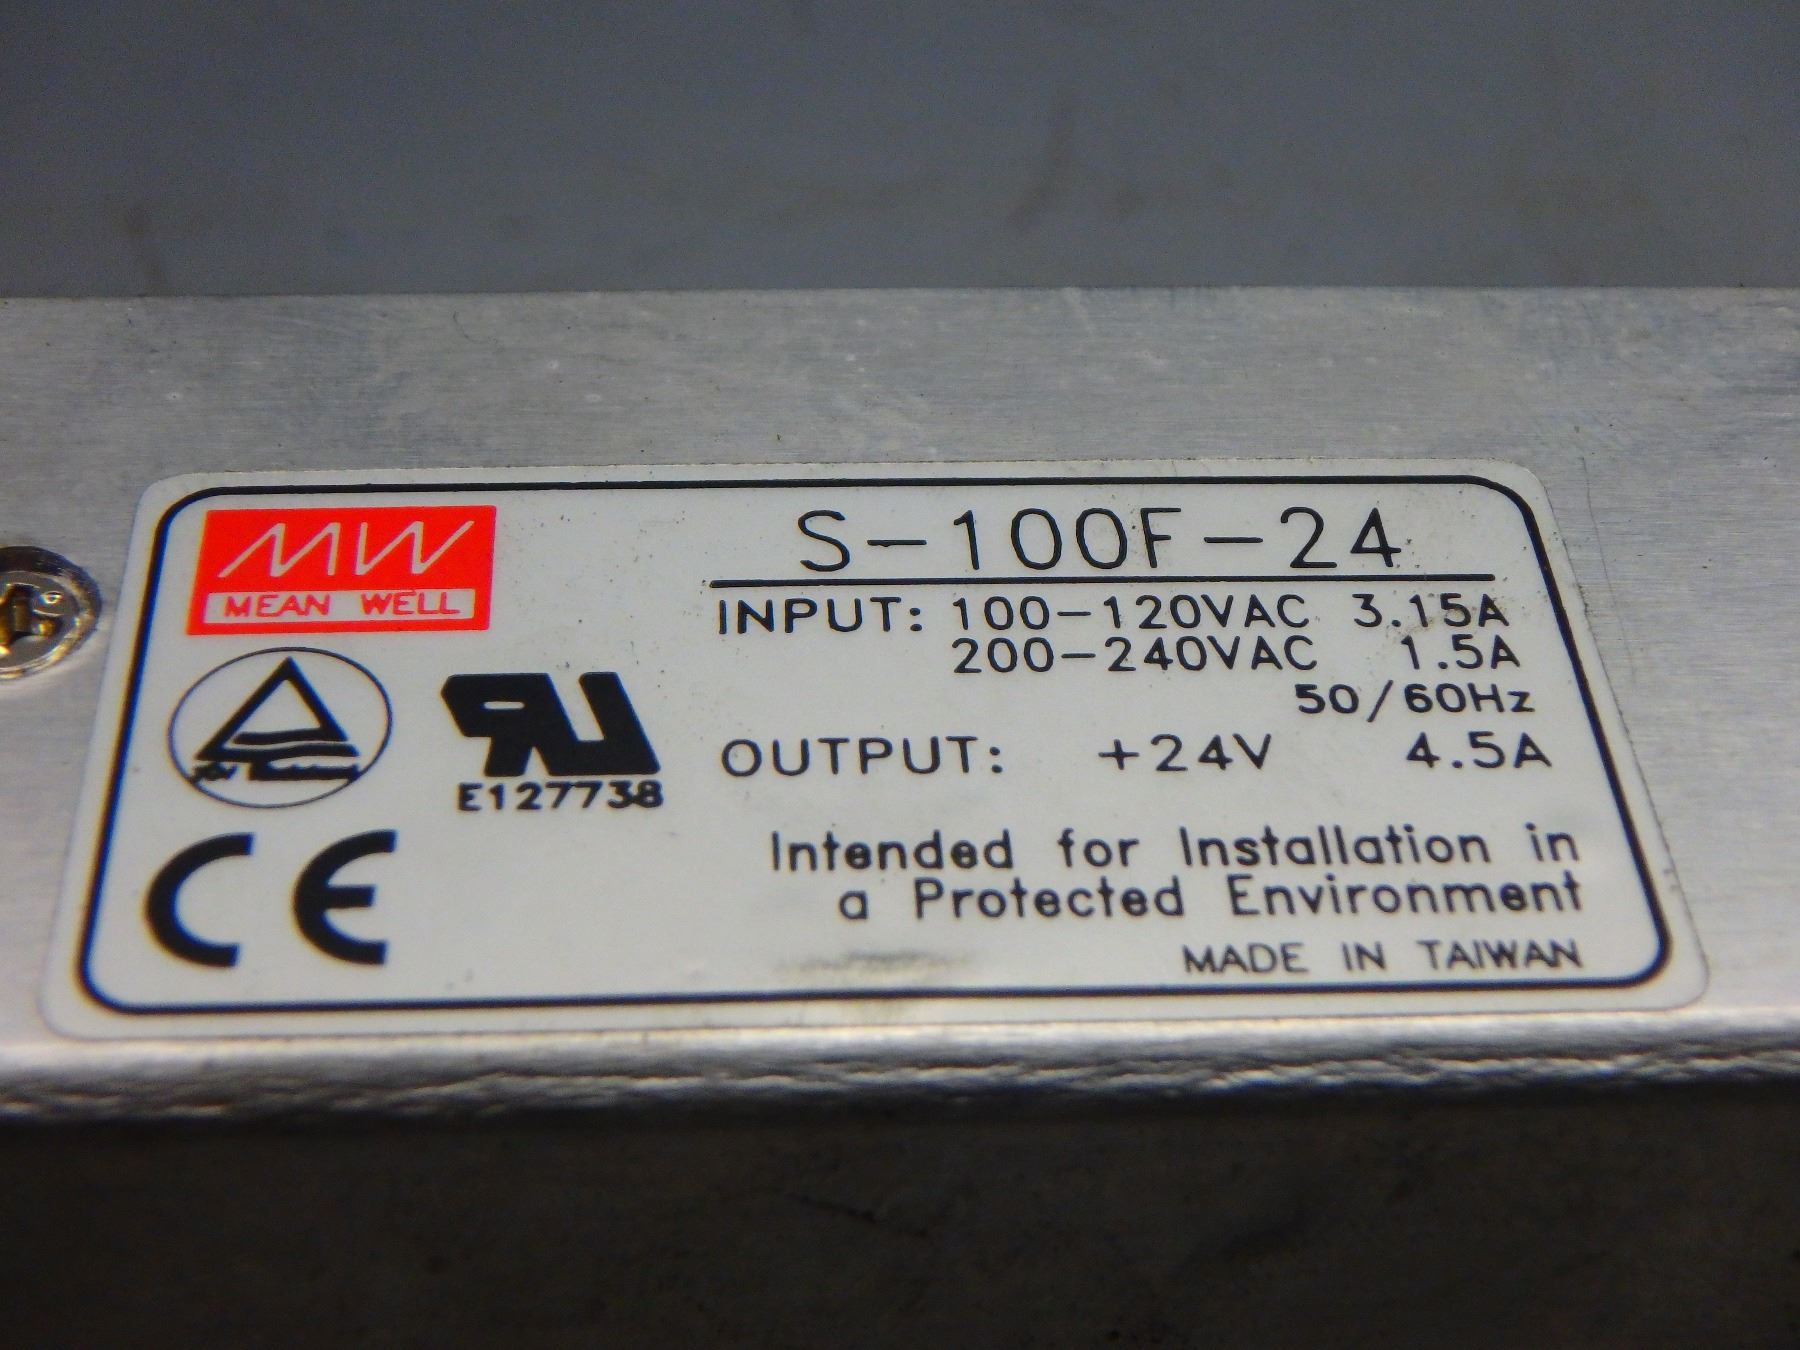 MW
MEAN WELL
S-100F-24
INPUT: 100-120VAC 3.15A
200-240VAC 1.5A
50/60Hz
OUTPUT: +24V 4.5A
E127738
CE
Intended for Installation in
a Protected Environment
MADE IN TAIWAN